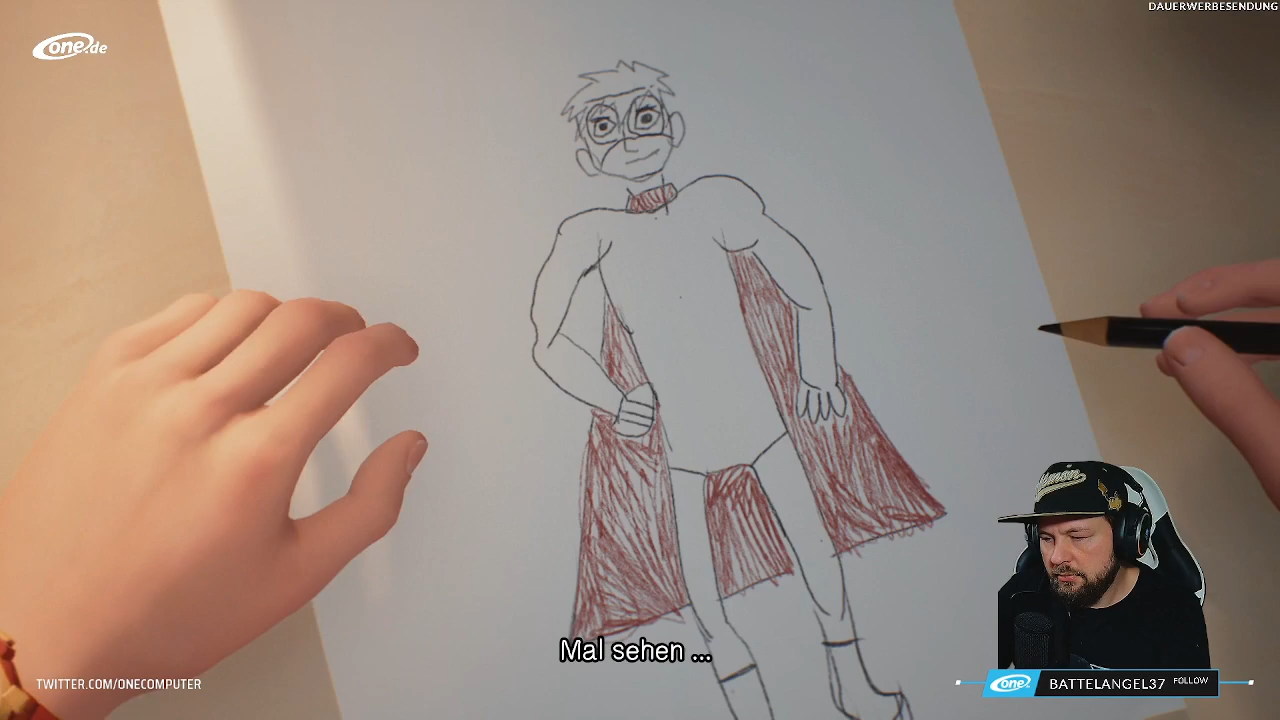 DAUERWERBESENDUNG
one.de
Mal sehen ...
TWITTER.COM/ONECOMPUTER
one. BATTELANGEL37 FOLLOW